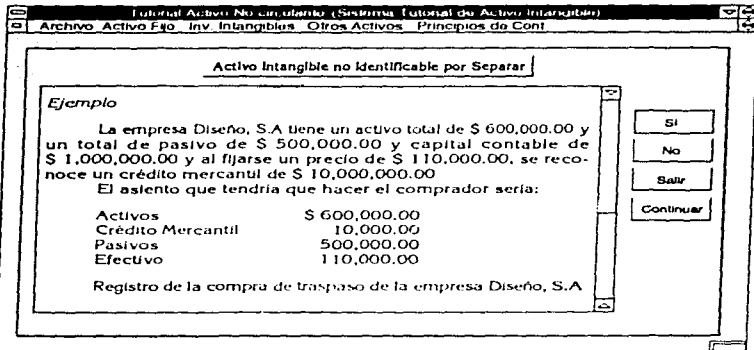 Tutorial Activo No circulante (Sistema Tutorial de Activo Intangible)
Archivo Activo Fijo Inv. Intangibles Otros Activos Principios de Cont
Activo Intangible no Identificable por Separar
Ejemplo
La empresa Diseño, S.A tiene un activo total de $ 600,000.00 y
un total de pasivo de $ 500,000.00 y capital contable de
$ 1,000,000.00 y al fijarse un precio de $ 110,000.00, se reco-
noce un crédito mercantil de $ 10,000,000.00
El asiento que tendría que hacer el comprador sería:
Activos $ 600,000.00
Crédito Mercantil 10,000.00
Pasivos 500,000.00
Efectivo 110,000.00
Registro de la compra de traspaso de la empresa Diseño, S.A
Si
No
Salir
Continuar